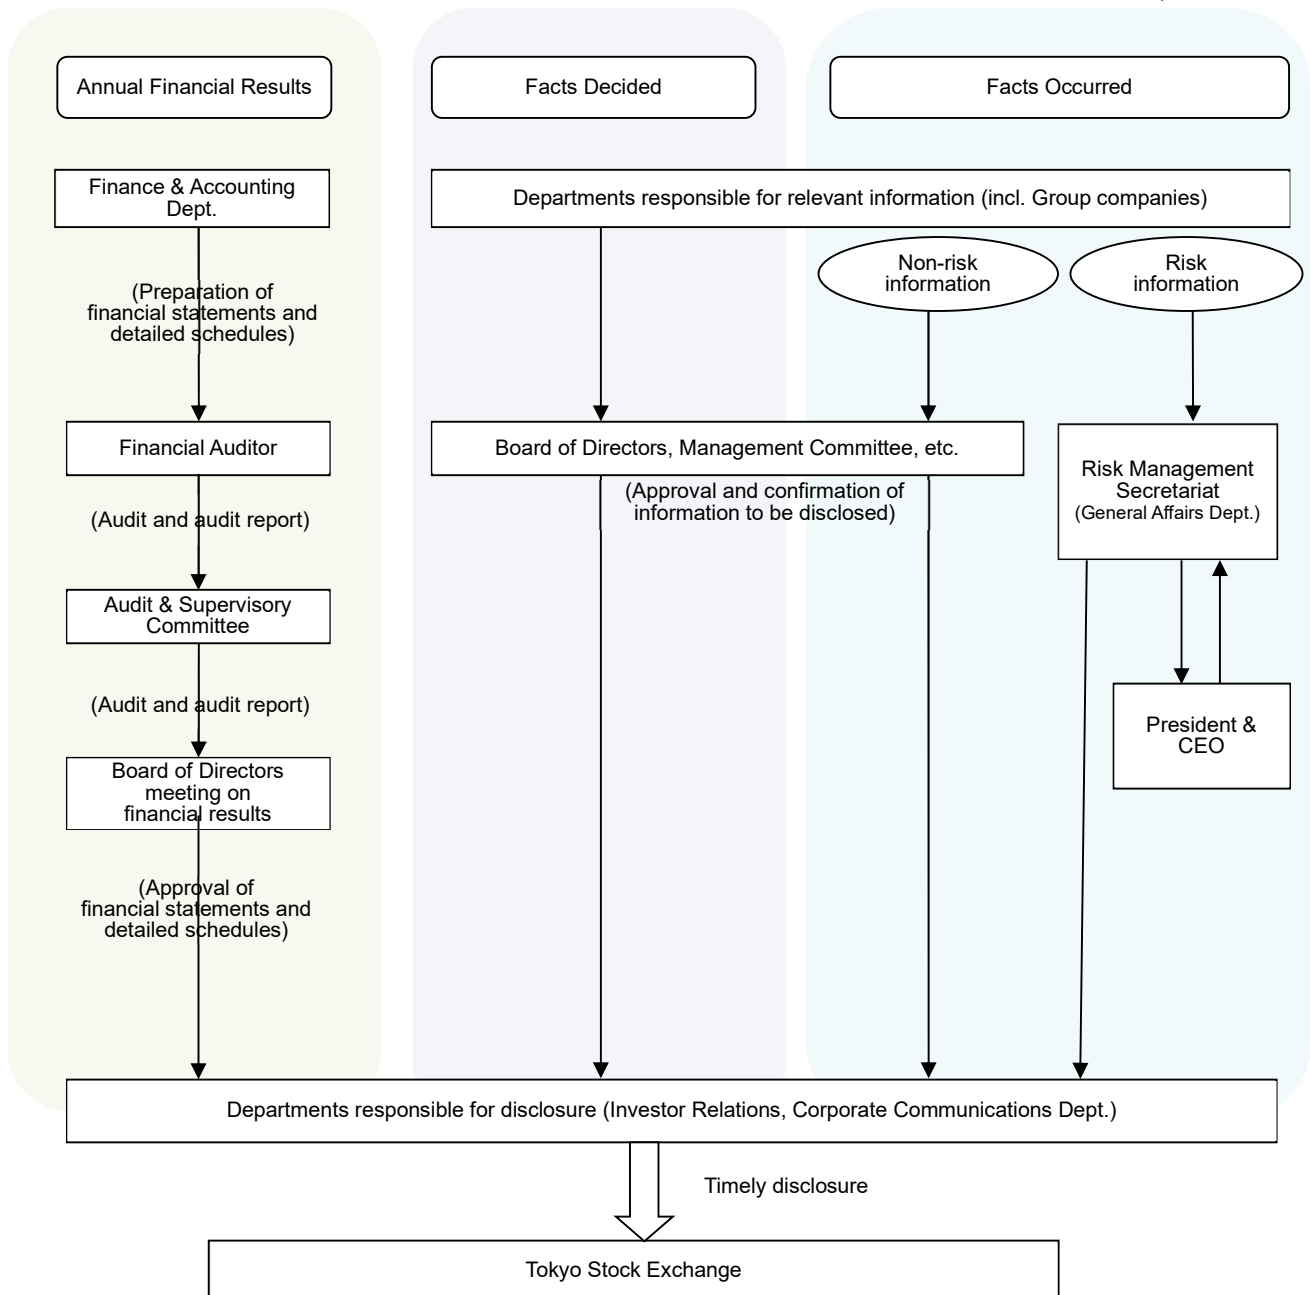 Annual Financial Results
Facts Decided
Facts Occurred
Finance & Accounting
Dept.
Departments responsible for relevant information (incl. Group companies)
Non-risk
information
Risk
information
(Preparation of
financial statements and
detailed schedules)
Financial Auditor
Board of Directors, Management Committee, etc.
Risk Management
Secretariat
(General Affairs Dept.)
(Approval and confirmation of
information to be disclosed)
(Audit and audit report)
Audit & Supervisory
Committee
(Audit and audit report)
President &
CEO
Board of Directors
meeting on
financial results
(Approval of
financial statements and
detailed schedules)
Departments responsible for disclosure (Investor Relations, Corporate Communications Dept.)
Timely disclosure
Tokyo Stock Exchange